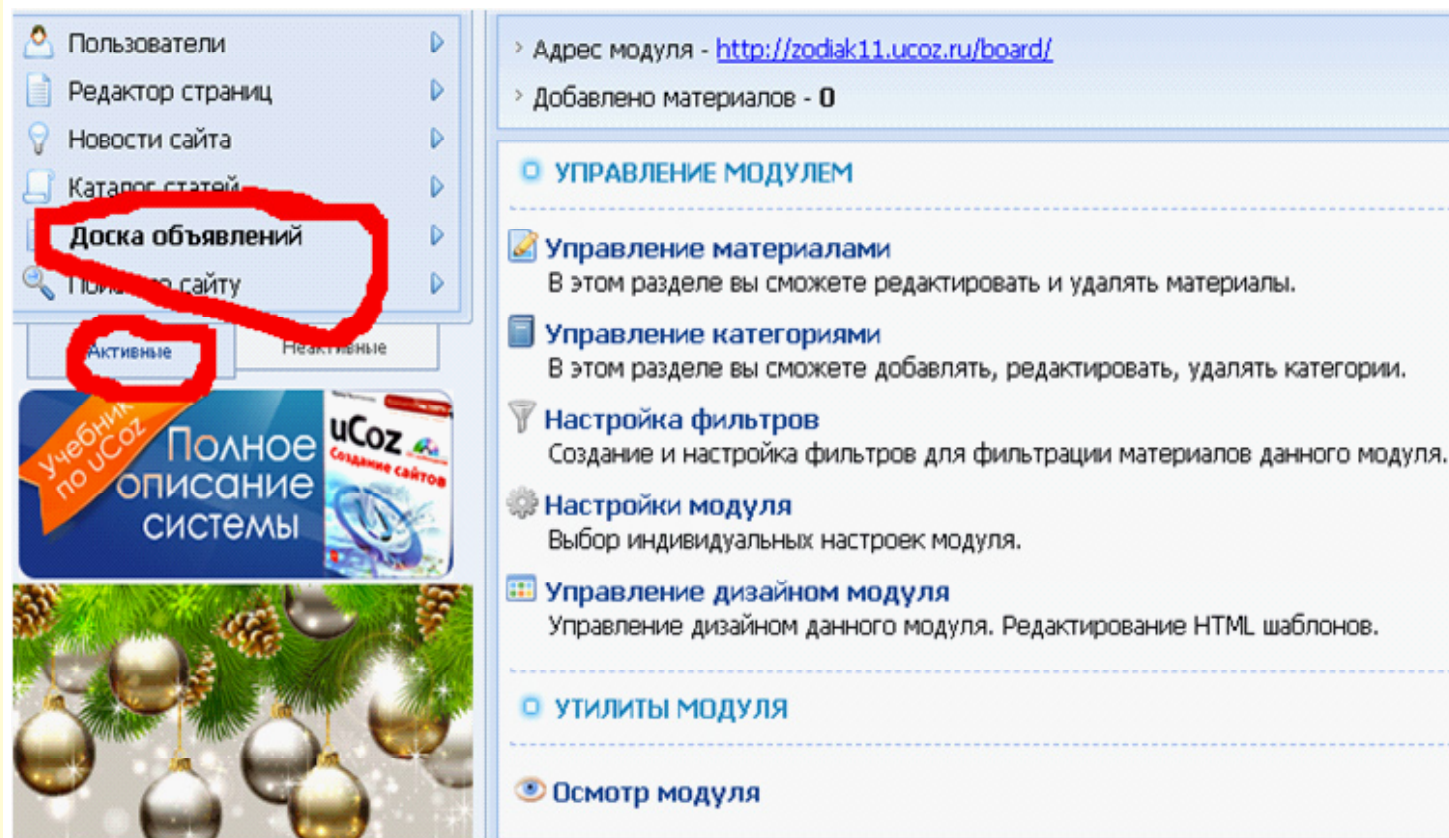 Пользователи
Редактор страниц
Новости сайта
Каталог статей
Доска объявлений
Поиск по сайту
Активные
Неактивные
Учебник
по uCoz
Полное
описание
системы
uCoz
Создание сайтов
> Адрес модуля - http://zodiak11.ucoz.ru/board/
> Добавлено материалов - 0
УПРАВЛЕНИЕ МОДУЛЕМ
Управление материалами
В этом разделе вы сможете редактировать и удалять материалы.
Управление категориями
В этом разделе вы сможете добавлять, редактировать, удалять категории.
Настройка фильтров
Создание и настройка фильтров для фильтрации материалов данного модуля.
Настройки модуля
Выбор индивидуальных настроек модуля.
Управление дизайном модуля
Управление дизайном данного модуля. Редактирование HTML шаблонов.
УТИЛИТЫ МОДУЛЯ
Осмотр модуля